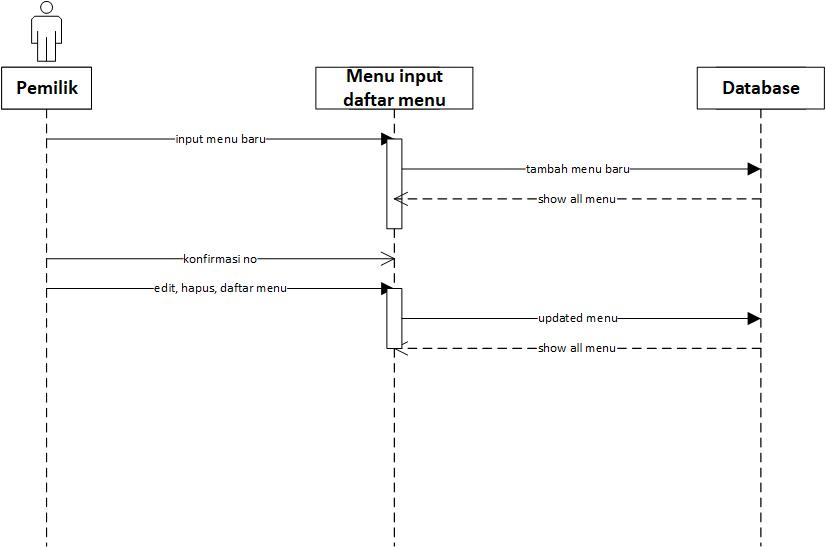 Pemilik
Menu input
daftar menu
Database
input menu baru
tambah menu baru
show all menu
konfirmasi no
edit, hapus, daftar menu
updated menu
show all menu